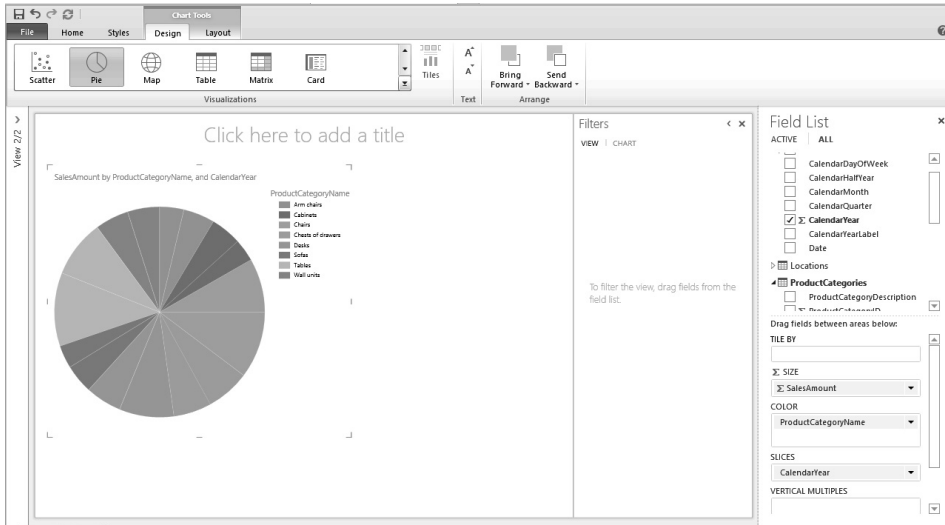 Chart Tools
File Home Styles Design Layout
Scatter Pie Map Table Matrix Card
Tiles
A A
Bring Forward Send Backward
Visualizations Text Arrange
View 2/2
Click here to add a title
SalesAmount by ProductCategoryName, and CalendarYear
ProductCategoryName
Arm chairs
Cabinets
Chairs
Chests of drawers
Desks
Sofas
Tables
Wall units
Filters
VIEW | CHART
To filter the view, drag fields from the
field list.
Field List
ACTIVE ALL
CalendarDayOfWeek
CalendarHalfYear
CalendarMonth
CalendarQuarter
Σ CalendarYear
CalendarYearLabel
Date
Locations
ProductCategories
ProductCategoryDescription
Σ ProductCategoryID
Drag fields between areas below:
TILE BY
Σ SIZE
Σ SalesAmount
COLOR
ProductCategoryName
SLICES
CalendarYear
VERTICAL MULTIPLES